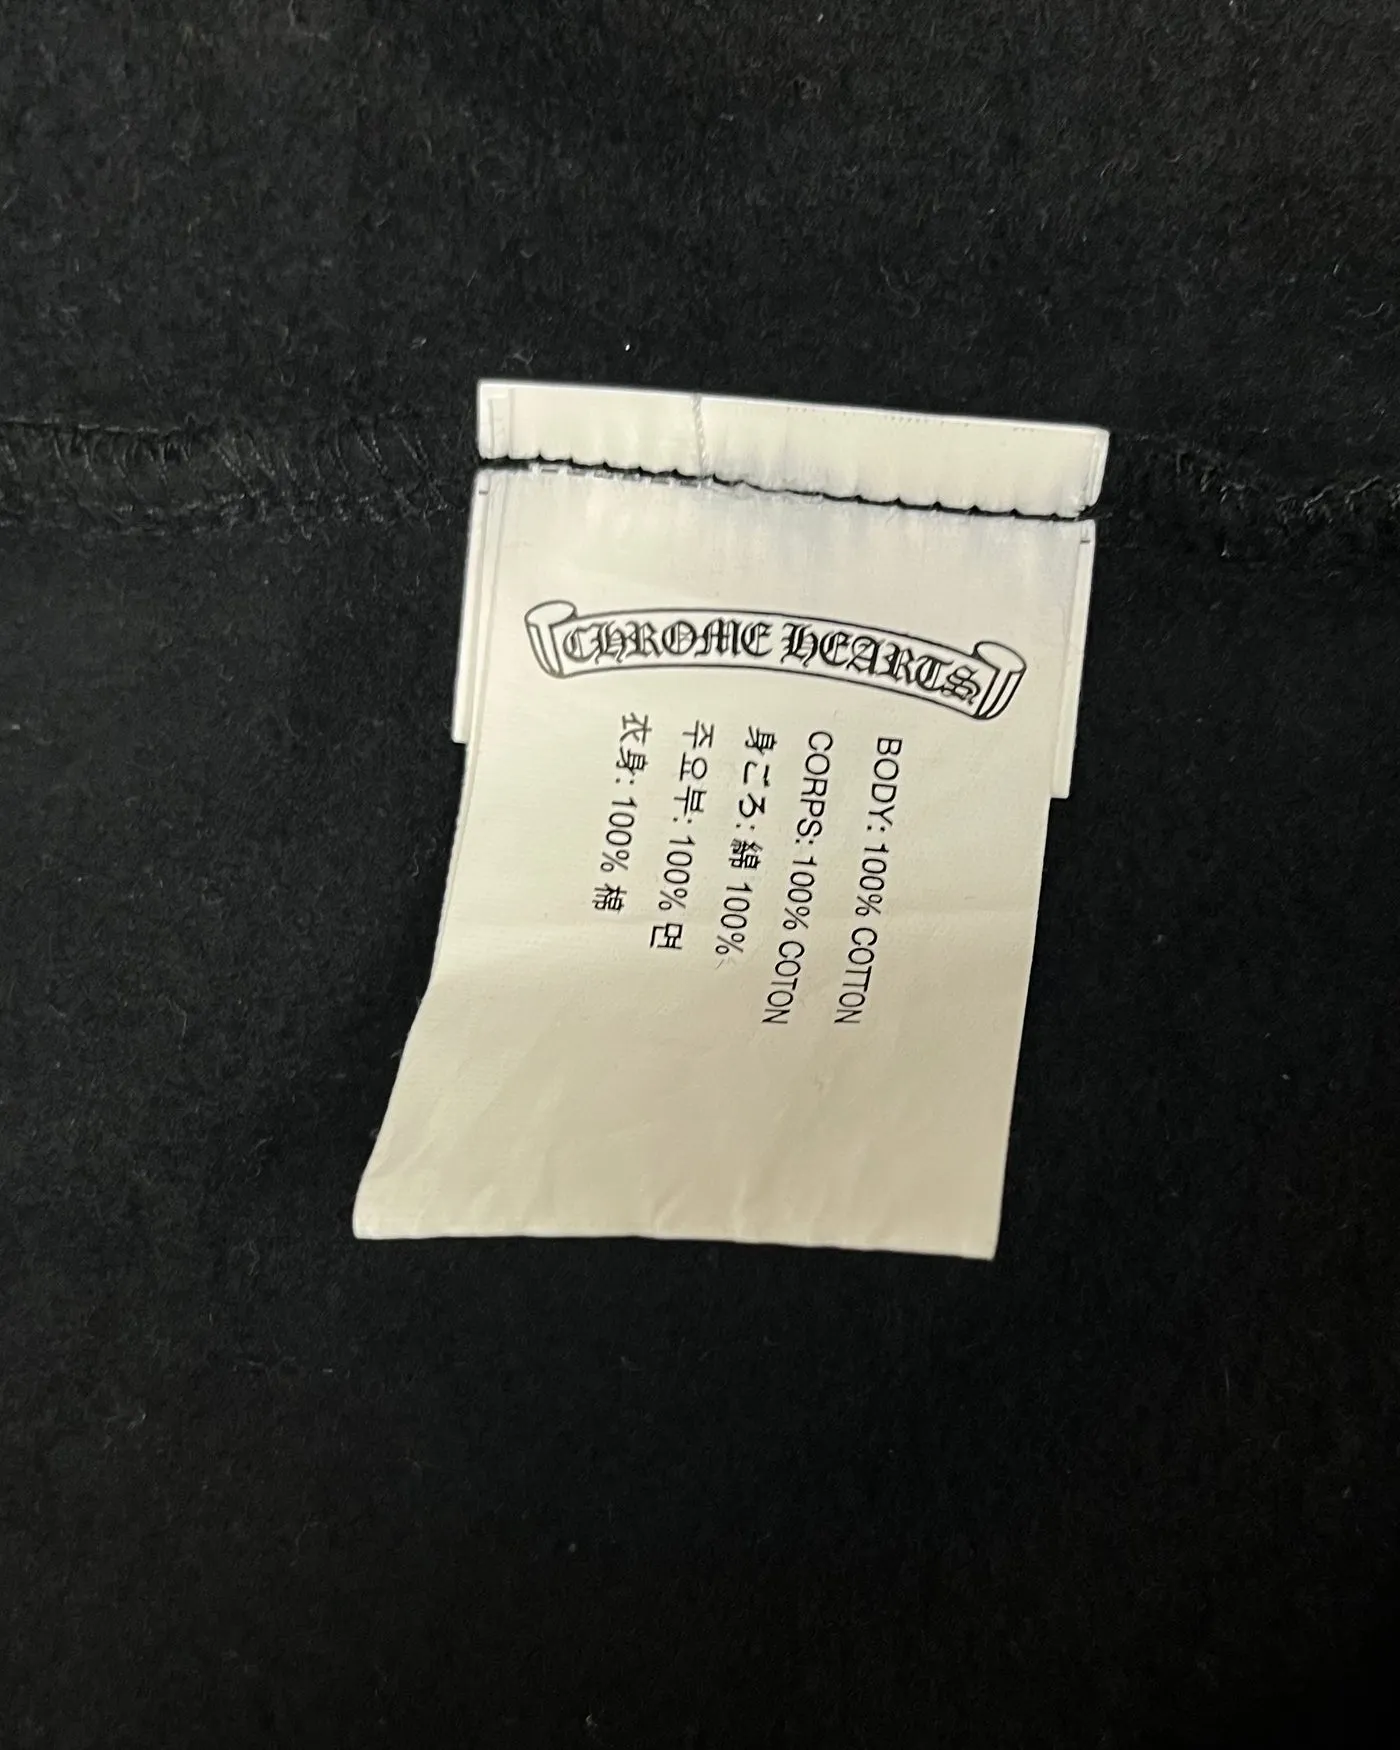 CHROME HEARTS
BODY: 100% COTTON
CORPS: 100% COTON
身ごろ: 綿 100%
주요부: 100% 면
衣身: 100% 棉